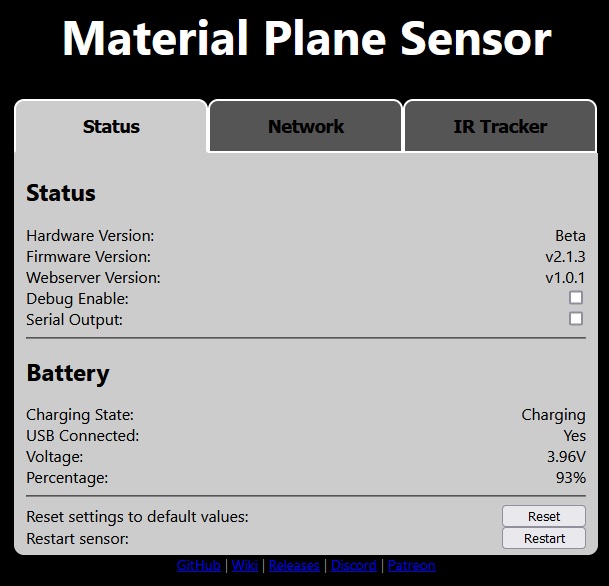 Material Plane Sensor
Status Network IR Tracker
Status
Hardware Version: Beta
Firmware Version: v2.1.3
Webserver Version: v1.0.1
Debug Enable:
Serial Output:
Battery
Charging State: Charging
USB Connected: Yes
Voltage: 3.96V
Percentage: 93%
Reset settings to default values: Reset
Restart sensor: Restart
GitHub | Wiki | Releases | Discord | Patreon